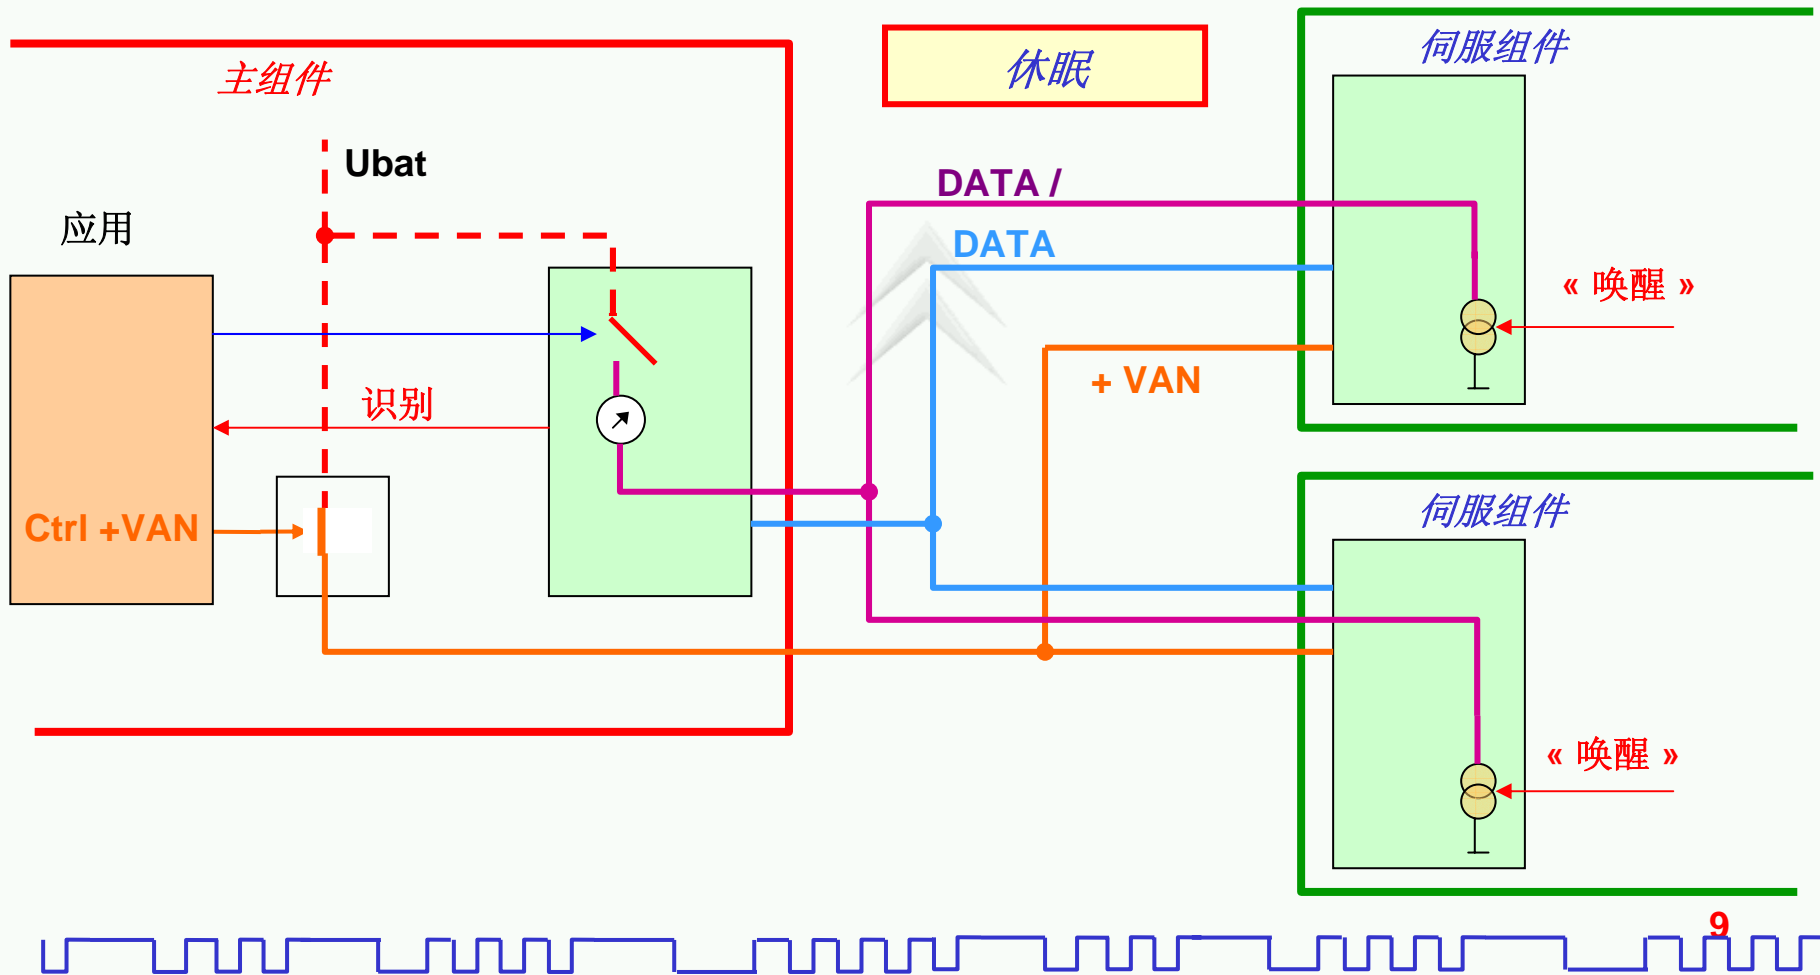 主组件
休眠
伺服组件
Ubat
DATA /
应用
DATA
« 唤醒 »
+ VAN
识别
伺服组件
Ctrl +VAN
« 唤醒 »
9